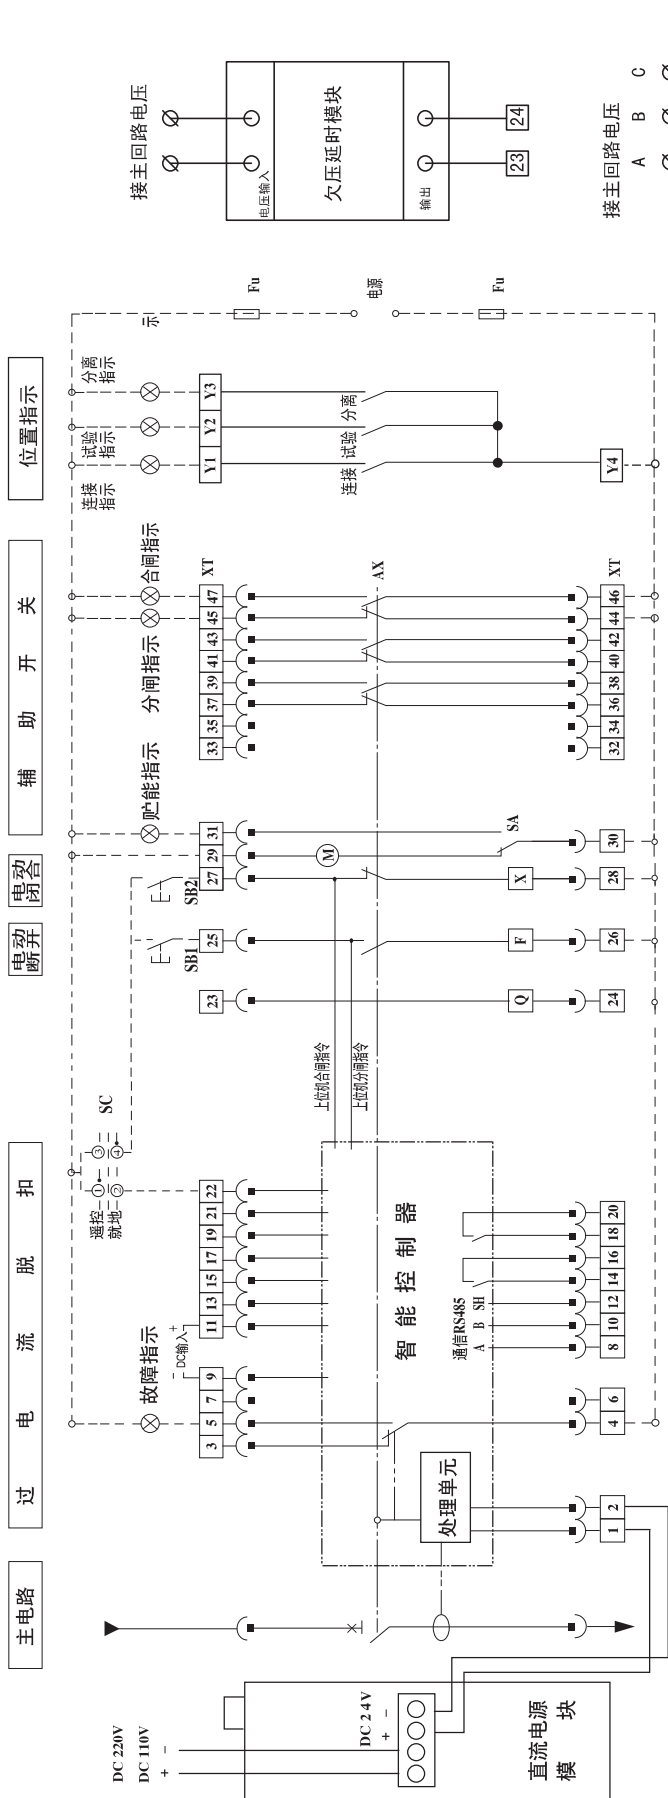 主电路
过电流脱扣
电动断开
电动闭合
辅助开关
位置指示
DC 220V
DC 110V
− +
DC 24V
+ −
直流电源模块
故障指示
− DC输入 +
3 5 7 9 11 13 15 17 19 21 22
遥控
就地
① ② ③ ④
SC
SB1
SB2
23 25 27 29 31
贮能指示
分闸指示
合闸指示
33 35 37 39 41 43 45 47
XT
连接指示
试验指示
分离指示
示
Y1 Y2 Y3
Fu
电源
Fu
上位机合闸指令
上位机分闸指令
M
SA
AX
连接
试验
分离
智能控制器
处理单元
通信RS485
A B SH
Q F X
1 2 4 6 8 10 12 14 16 18 20
24 26 28 30
32 34 36 38 40 42 44 46
XT
Y4
接主回路电压
电压输入
欠压延时模块
输出
23 24
接主回路电压
A B C